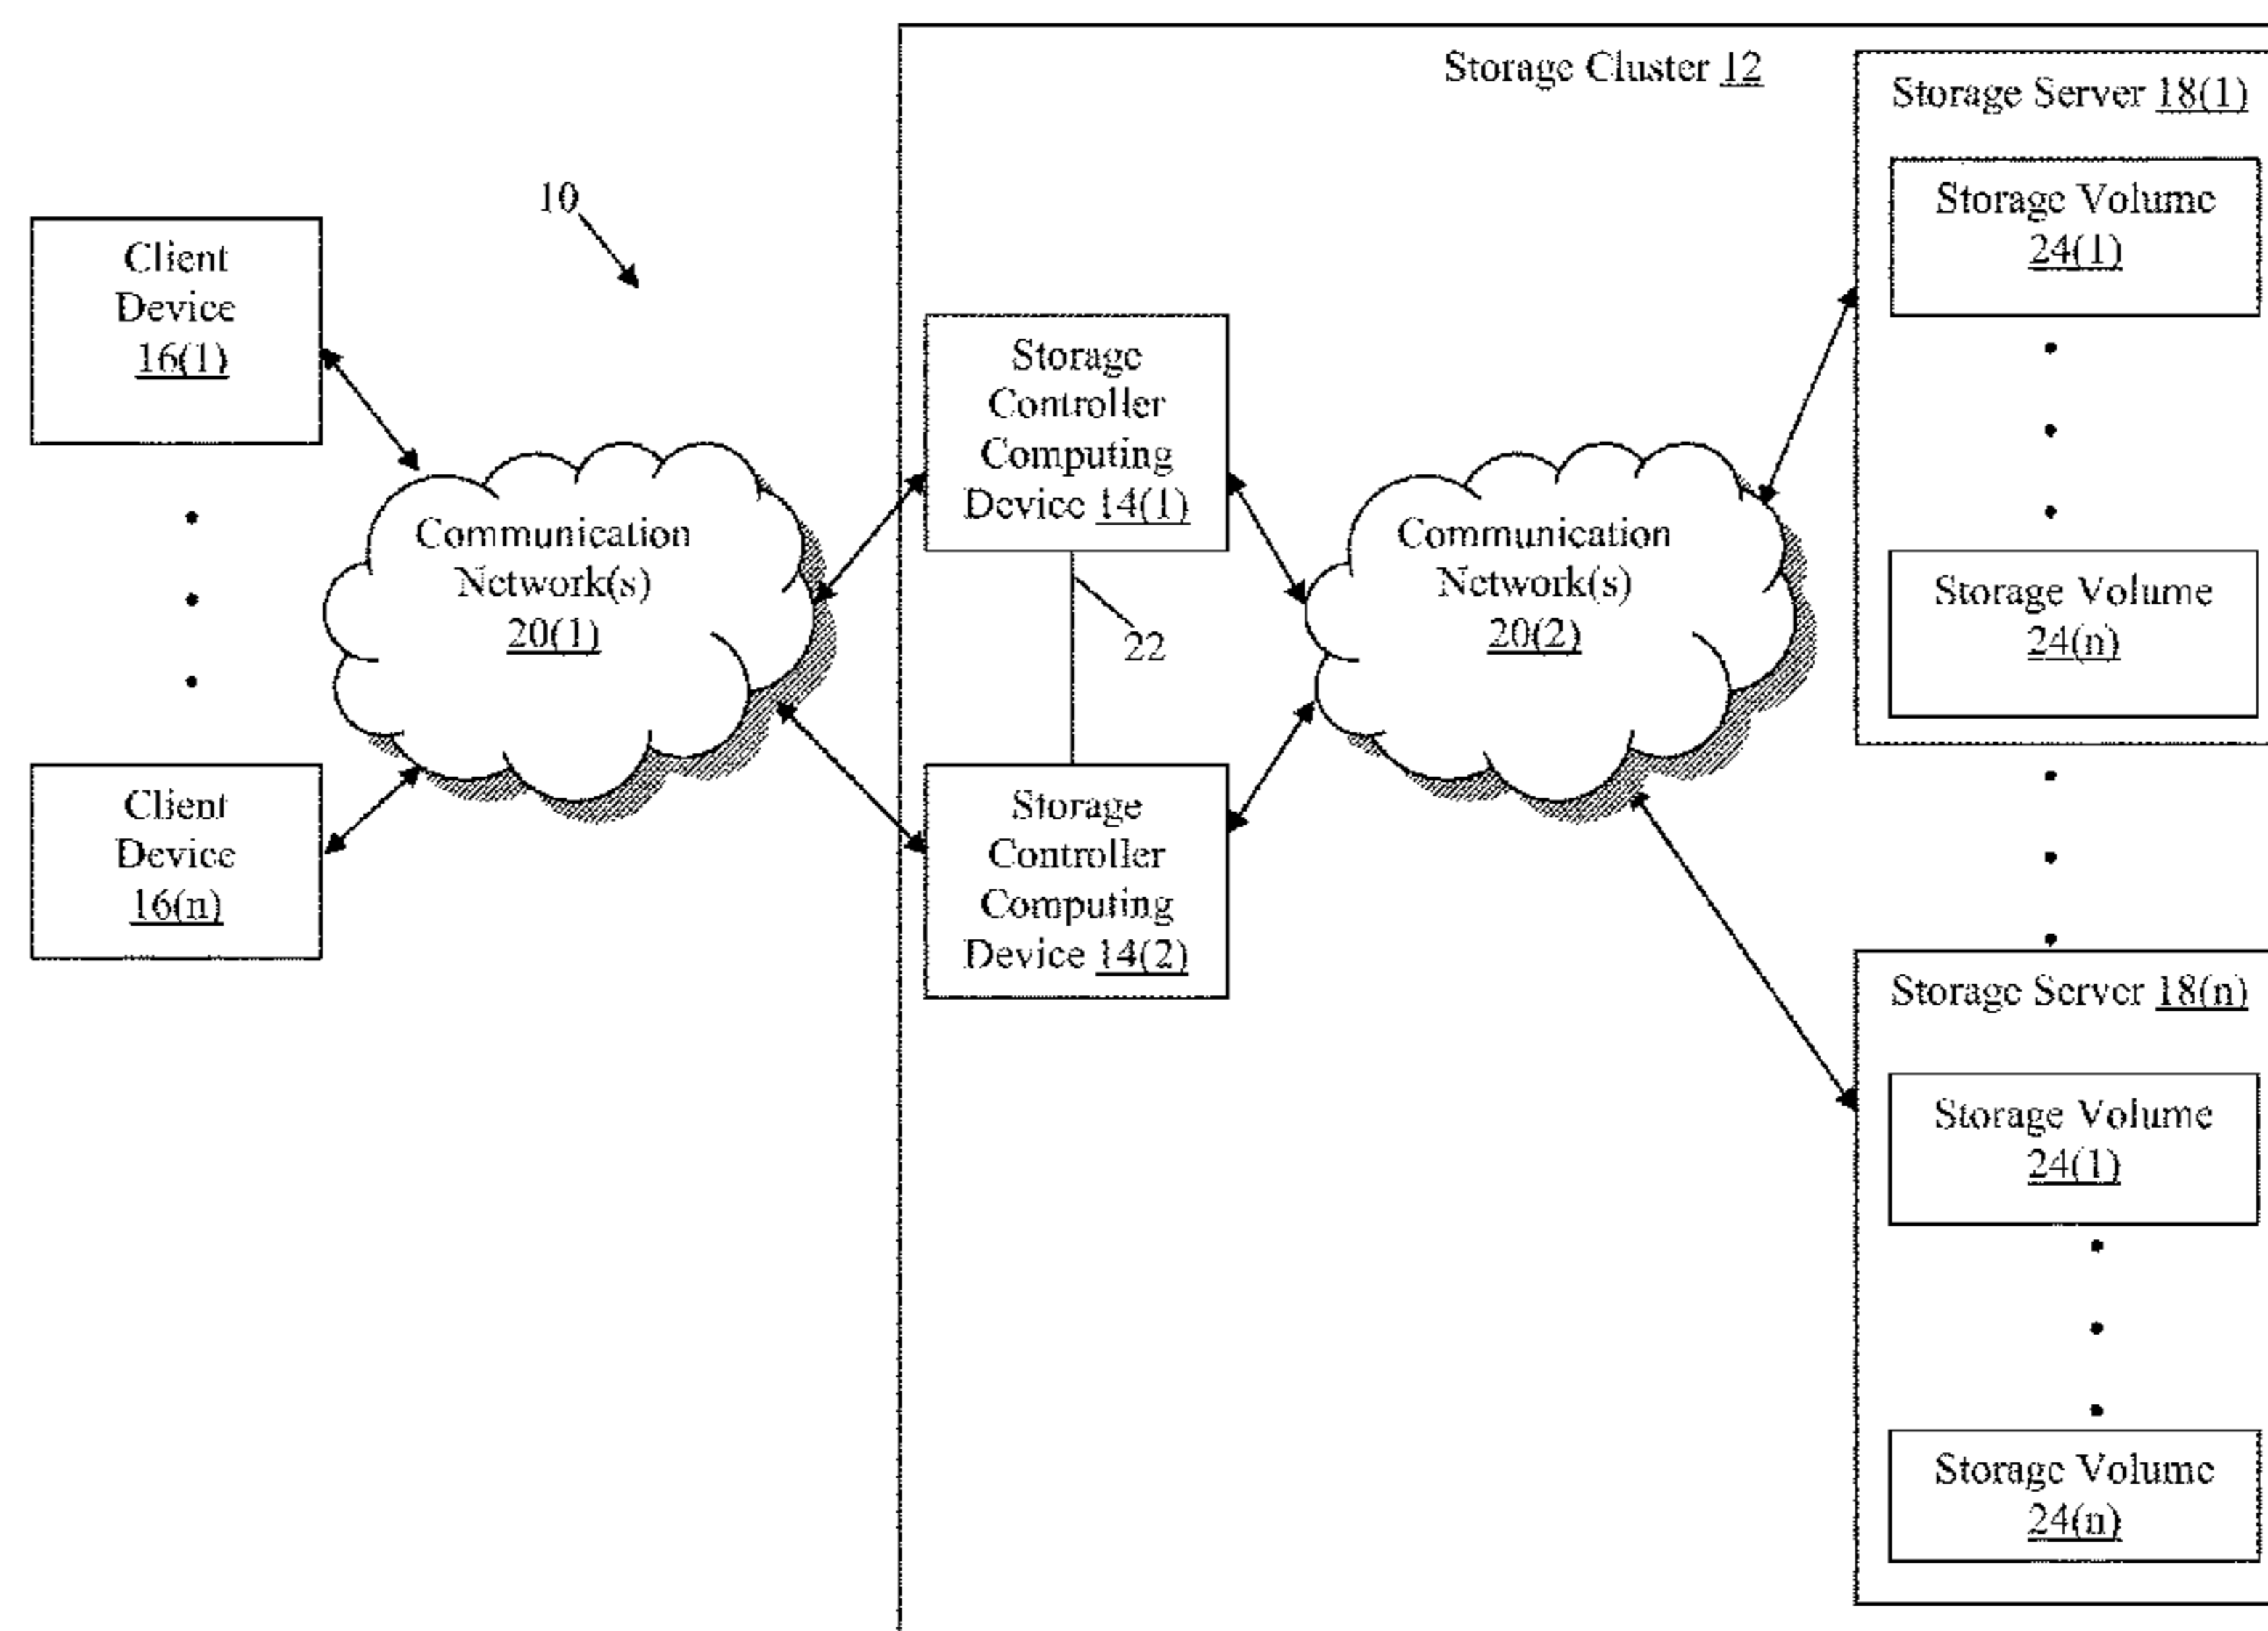 Storage Cluster 12
Storage Server 18(1)
Storage Volume
24(1)
Storage Volume
24(n)
10
Client
Device
16(1)
Client
Device
16(n)
Communication
Network(s)
20(1)
Storage
Controller
Computing
Device 14(1)
22
Storage
Controller
Computing
Device 14(2)
Communication
Network(s)
20(2)
Storage Server 18(n)
Storage Volume
24(1)
Storage Volume
24(n)